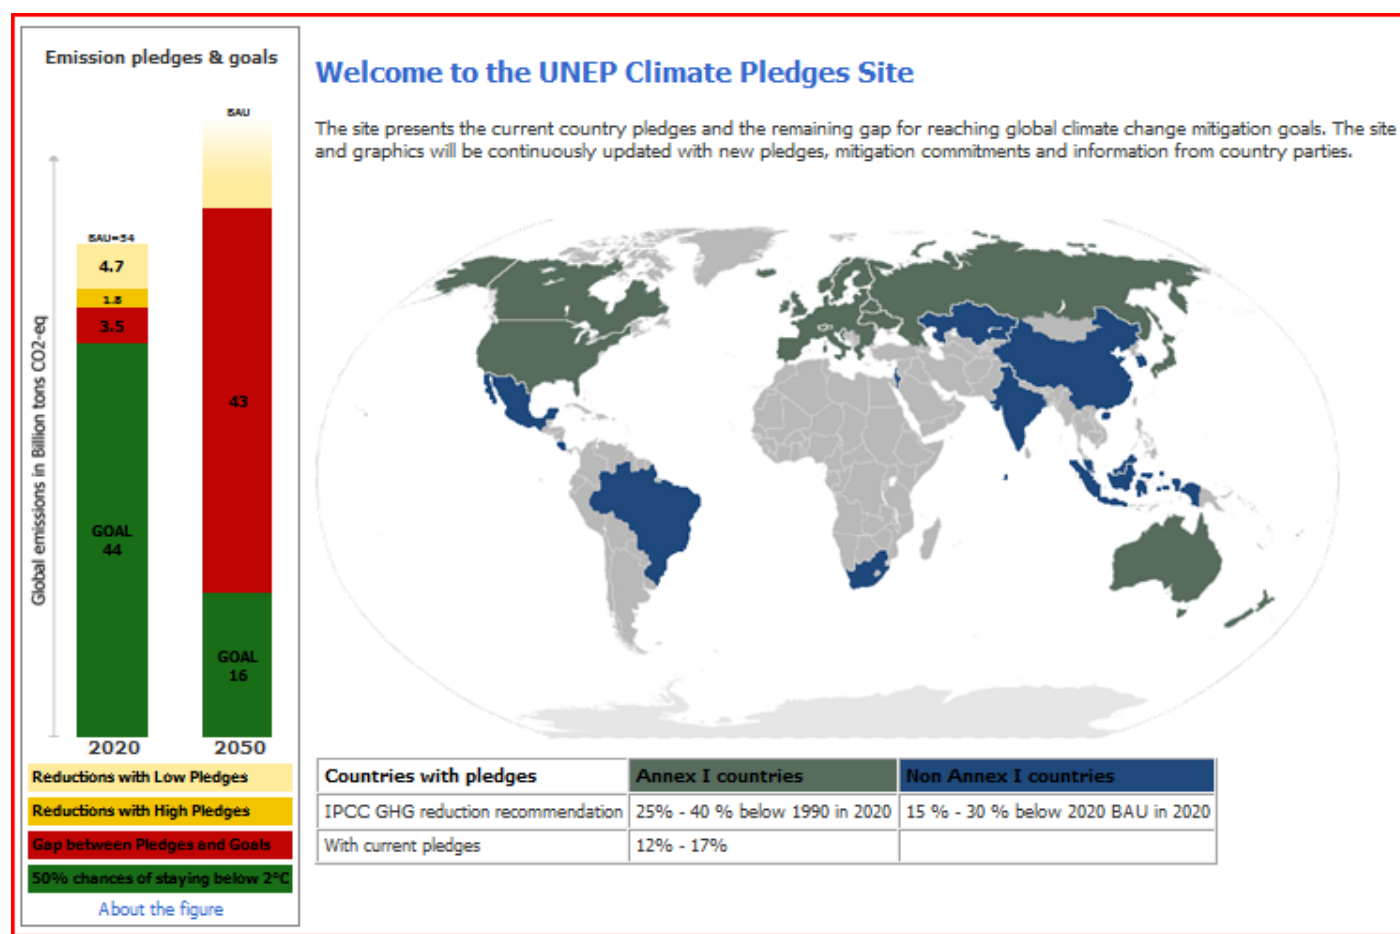 Emission pledges & goals
BAU
BAU=54
4.7
1.8
3.5
43
GOAL
44
GOAL
16
Global emissions in Billion tons CO2-eq
2020 2050
Reductions with Low Pledges
Reductions with High Pledges
Gap between Pledges and Goals
50% chances of staying below 2°C
About the figure
Welcome to the UNEP Climate Pledges Site
The site presents the current country pledges and the remaining gap for reaching global climate change mitigation goals. The site
and graphics will be continuously updated with new pledges, mitigation commitments and information from country parties.
Countries with pledges Annex I countries Non Annex I countries
IPCC GHG reduction recommendation 25% - 40 % below 1990 in 2020 15 % - 30 % below 2020 BAU in 2020
With current pledges 12% - 17%